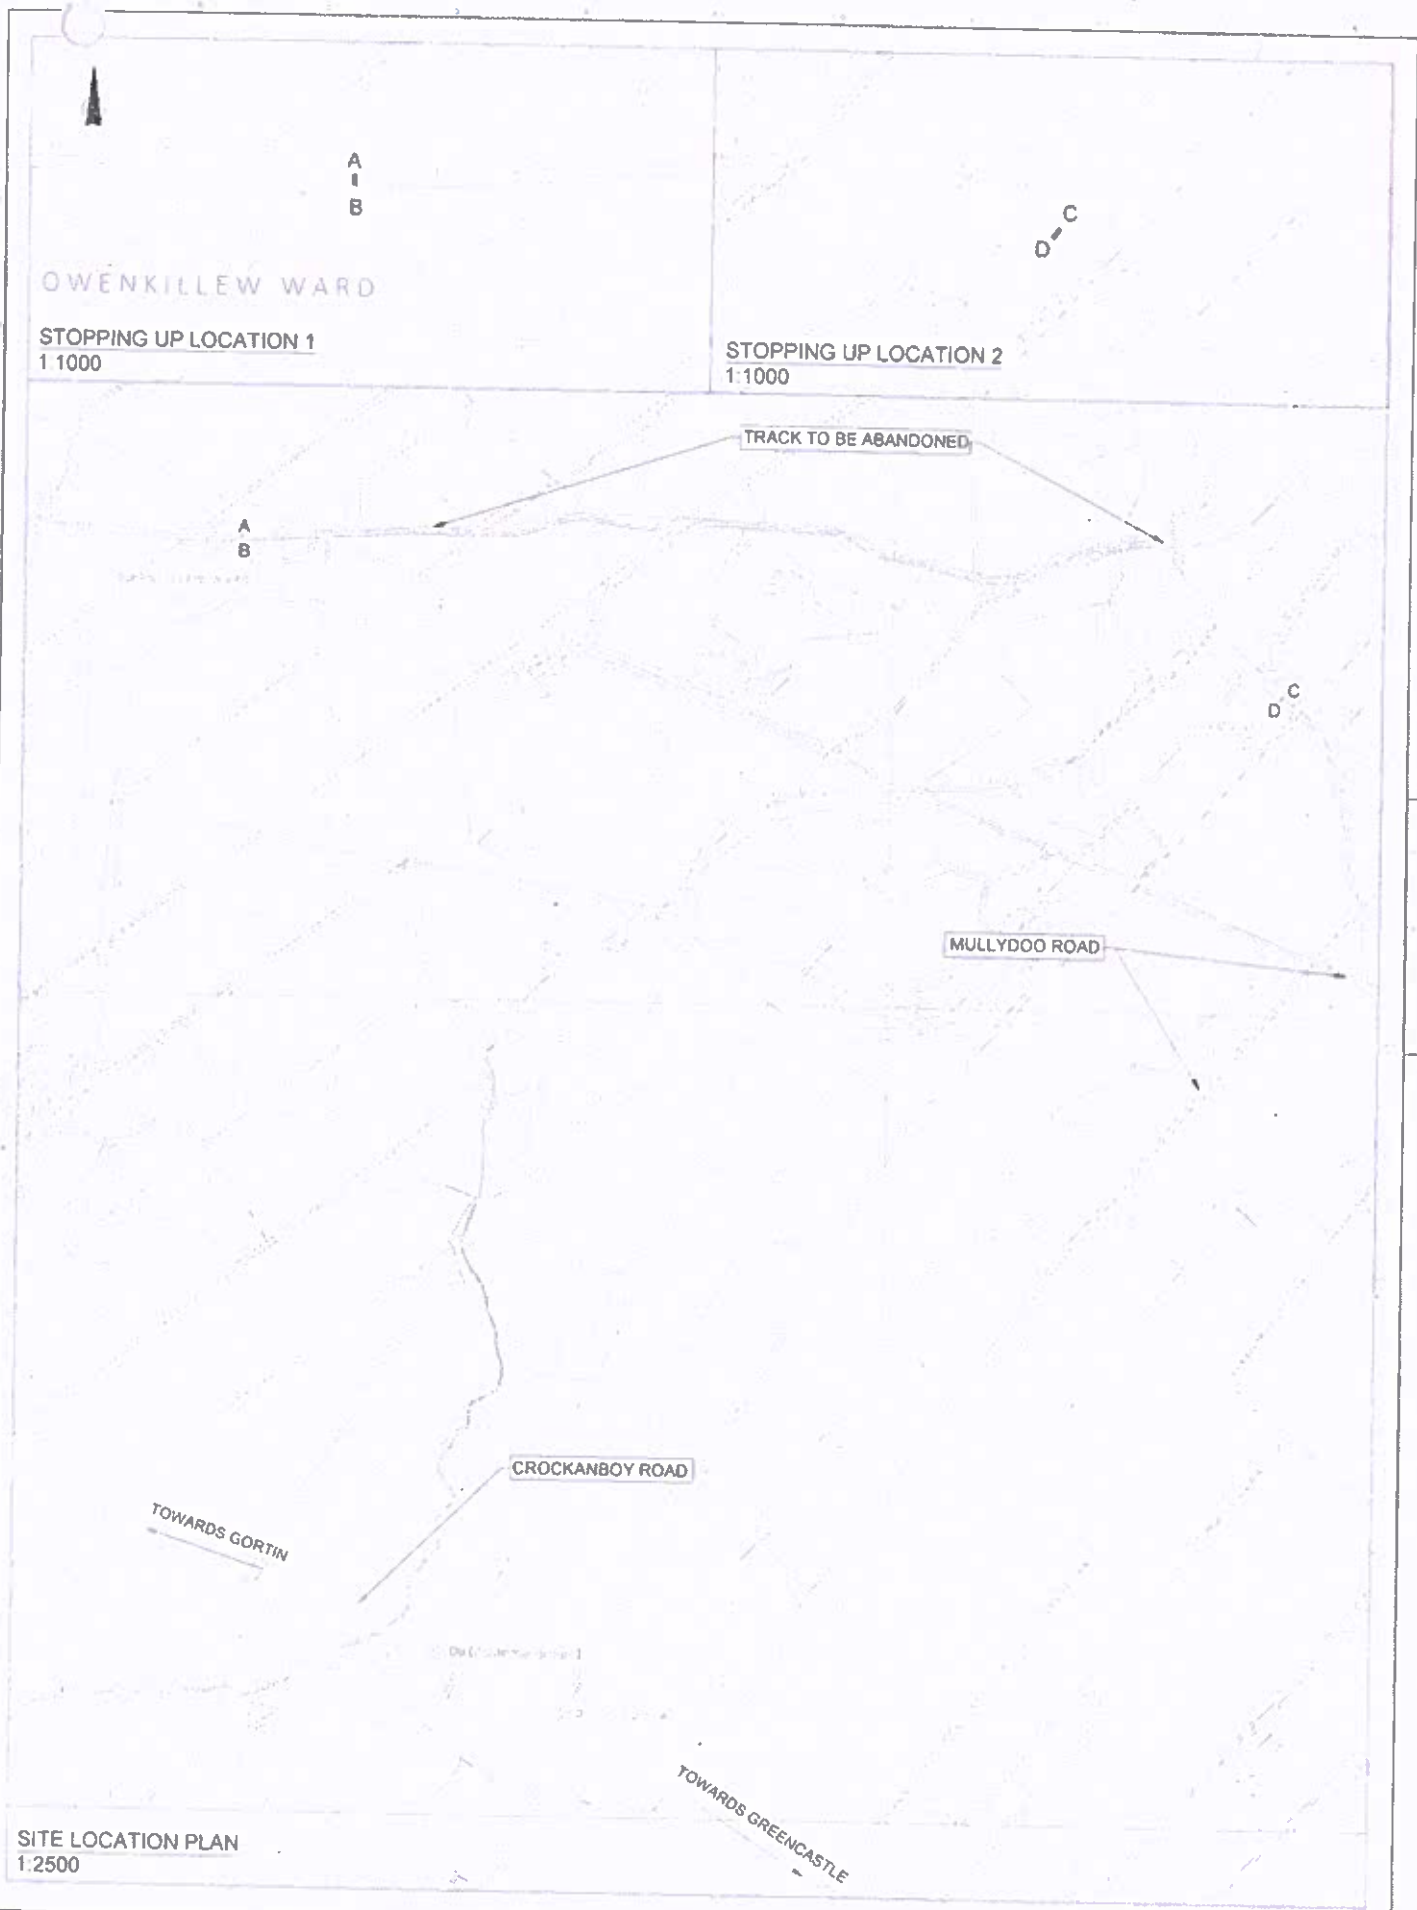 A
B
OWENKILLEW WARD
STOPPING UP LOCATION 1
1:1000
C
D
STOPPING UP LOCATION 2
1:1000
TRACK TO BE ABANDONED
A
B
C
D
MULLYDOO ROAD
CROCKANBOY ROAD
TOWARDS GORTIN
TOWARDS GREENCASTLE
SITE LOCATION PLAN
1:2500